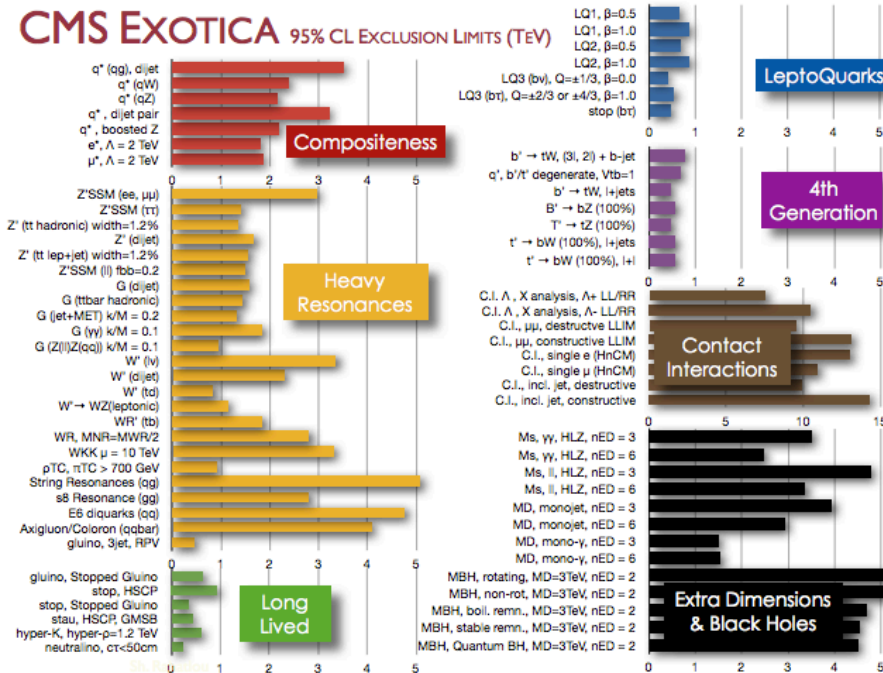 CMS EXOTICA 95% CL EXCLUSION LIMITS (TEV)
q* (qg), dijet
q* (qW)
q* (qZ)
q* , dijet pair
q* , boosted Z
e*, Λ = 2 TeV
μ*, Λ = 2 TeV
Compositeness
0 1 2 3 4 5
Z'SSM (ee, μμ)
Z'SSM (ττ)
Z' (tt hadronic) width=1.2%
Z' (dijet)
Z' (tt lep+jet) width=1.2%
Z'SSM (ll) fbb=0.2
G (dijet)
G (ttbar hadronic)
G (jet+MET) k/M = 0.2
G (γγ) k/M = 0.1
G (Z(ll)Z(qq)) k/M = 0.1
W' (lν)
W' (dijet)
W' (td)
W'→ WZ(leptonic)
WR' (tb)
WR, MNR=MWR/2
WKK μ = 10 TeV
ρTC, πTC > 700 GeV
String Resonances (qg)
s8 Resonance (gg)
E6 diquarks (qq)
Axigluon/Coloron (qqbar)
gluino, 3jet, RPV
Heavy
Resonances
0 1 2 3 4 5
gluino, Stopped Gluino
stop, HSCP
stop, Stopped Gluino
stau, HSCP, GMSB
hyper-K, hyper-ρ=1.2 TeV
neutralino, cτ<50cm
Long
Lived
0 1 2 3 4 5
LQ1, β=0.5
LQ1, β=1.0
LQ2, β=0.5
LQ2, β=1.0
LQ3 (bν), Q=±1/3, β=0.0
LQ3 (bτ), Q=±2/3 or ±4/3, β=1.0
stop (bτ)
LeptoQuarks
0 1 2 3 4 5
b' → tW, (3l, 2l) + b-jet
q', b'/t' degenerate, Vtb=1
b' → tW, l+jets
B' → bZ (100%)
T' → tZ (100%)
t' → bW (100%), l+jets
t' → bW (100%), l+l
4th
Generation
0 1 2 3 4 5
C.I. Λ , X analysis, Λ+ LL/RR
C.I. Λ , X analysis, Λ- LL/RR
C.I., μμ, destructive LLIM
C.I., μμ, constructive LLIM
C.I., single e (HnCM)
C.I., single μ (HnCM)
C.I., incl. jet, destructive
C.I., incl. jet, constructive
Contact
Interactions
0 5 10 15
Ms, γγ, HLZ, nED = 3
Ms, γγ, HLZ, nED = 6
Ms, ll, HLZ, nED = 3
Ms, ll, HLZ, nED = 6
MD, monojet, nED = 3
MD, monojet, nED = 6
MD, mono-γ, nED = 3
MD, mono-γ, nED = 6
MBH, rotating, MD=3TeV, nED = 2
MBH, non-rot, MD=3TeV, nED = 2
MBH, boil. remn., MD=3TeV, nED = 2
MBH, stable remn., MD=3TeV, nED = 2
MBH, Quantum BH, MD=3TeV, nED = 2
Extra Dimensions
& Black Holes
0 1 2 3 4 5